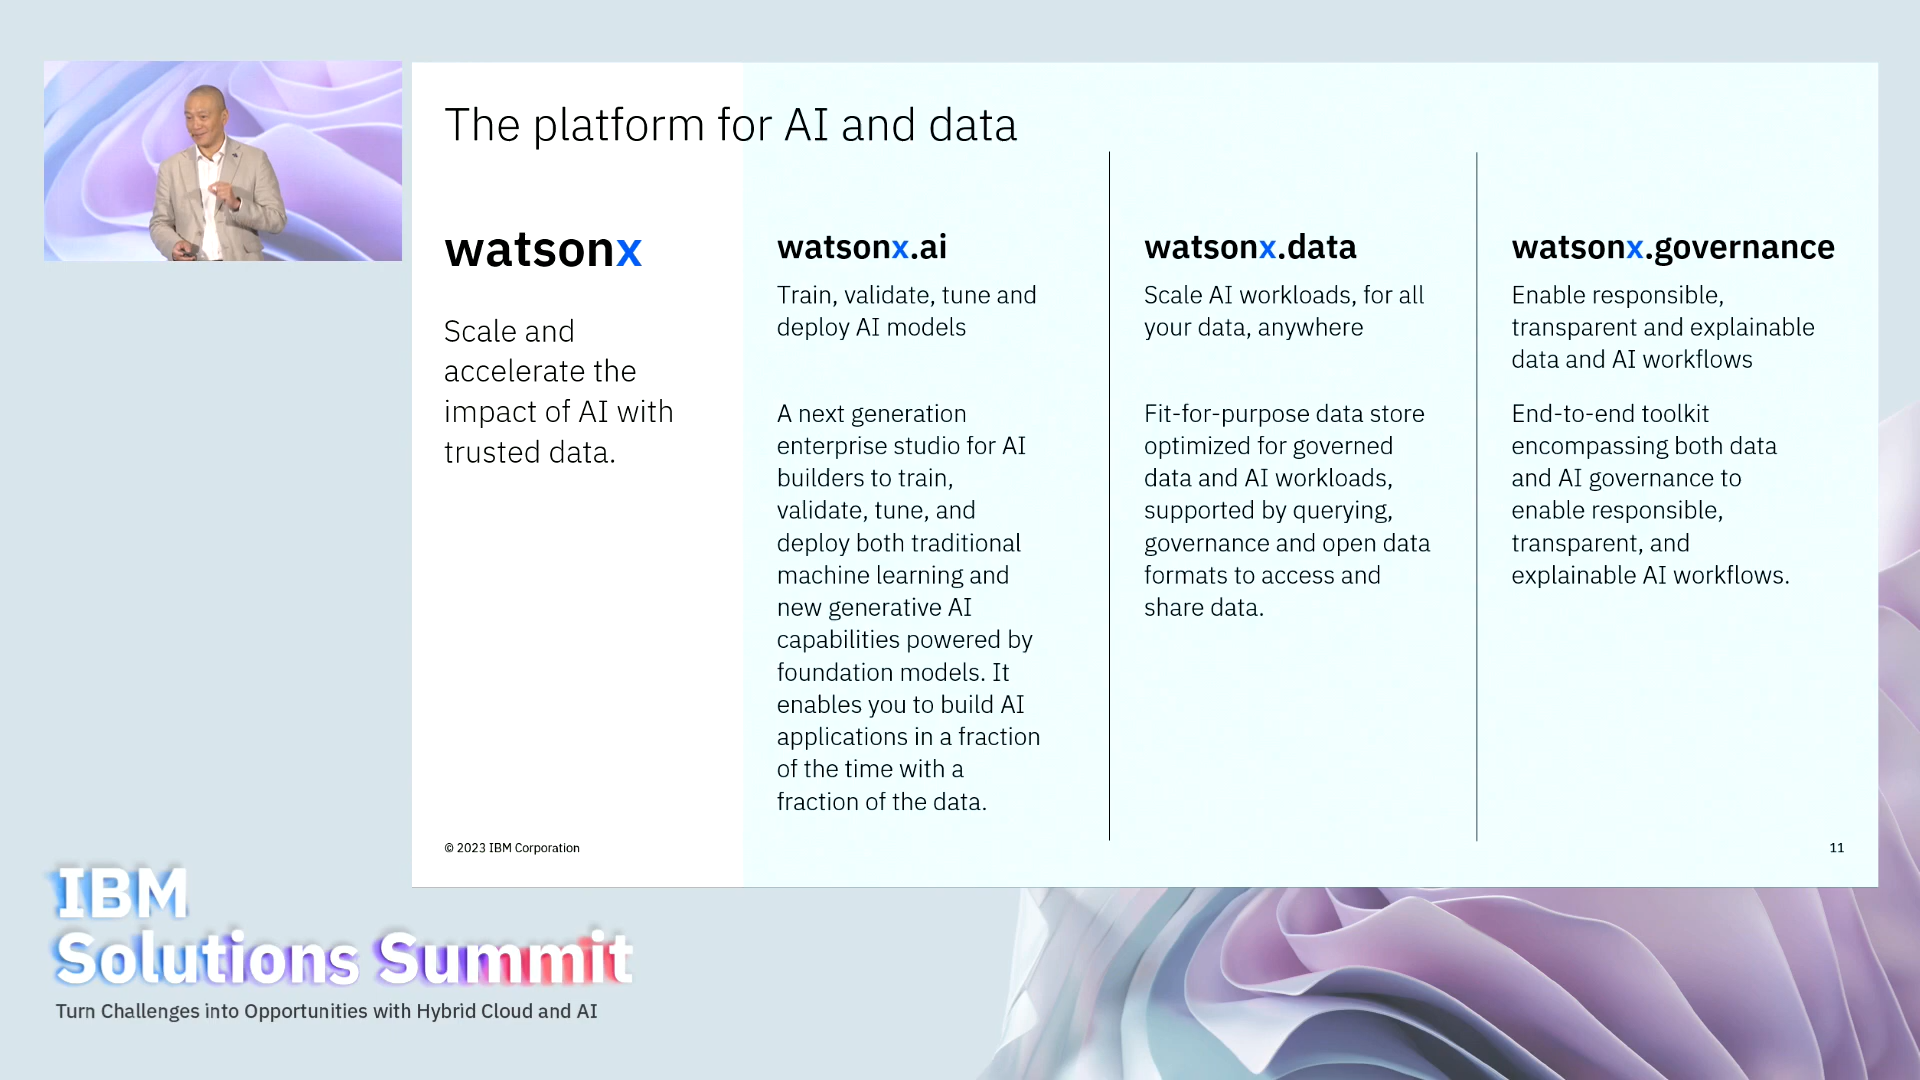 The platform for AI and data
watsonx
Scale and
accelerate the
impact of AI with
trusted data.
watsonx.ai
Train, validate, tune and
deploy AI models
A next generation
enterprise studio for AI
builders to train,
validate, tune, and
deploy both traditional
machine learning and
new generative AI
capabilities powered by
foundation models. It
enables you to build AI
applications in a fraction
of the time with a
fraction of the data.
watsonx.data
Scale AI workloads, for all
your data, anywhere
Fit-for-purpose data store
optimized for governed
data and AI workloads,
supported by querying,
governance and open data
formats to access and
share data.
watsonx.governance
Enable responsible,
transparent and explainable
data and AI workflows
End-to-end toolkit
encompassing both data
and AI governance to
enable responsible,
transparent, and
explainable AI workflows.
© 2023 IBM Corporation
11
IBM
Solutions Summit
Turn Challenges into Opportunities with Hybrid Cloud and AI